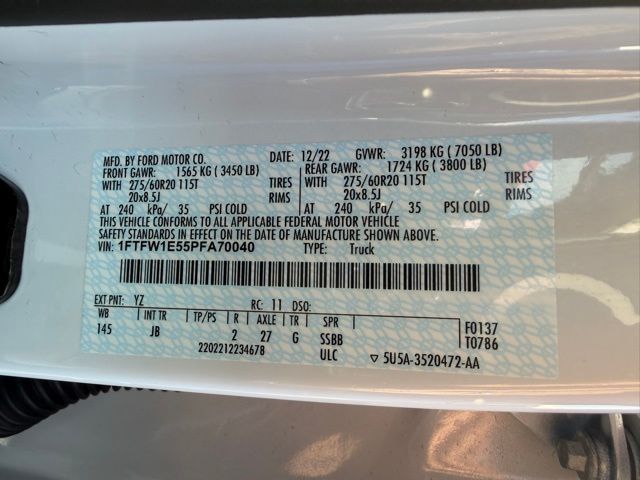 MFD. BY FORD MOTOR CO. DATE: 12/22 GVWR: 3198 KG ( 7050 LB)
FRONT GAWR: 1565 KG ( 3450 LB) REAR GAWR: 1724 KG ( 3800 LB)
WITH 275/60R20 115T TIRES 275/60R20 115T TIRES
WITH 20x8.5J RIMS 20x8.5J RIMS
AT 240 kPa/ 35 PSI COLD AT 240 kPa/ 35 PSI COLD
THIS VEHICLE CONFORMS TO ALL APPLICABLE FEDERAL MOTOR VEHICLE
SAFETY STANDARDS IN EFFECT ON THE DATE OF MANUFACTURE SHOWN ABOVE.
VIN: 1FTFW1E55PFA70040 TYPE: Truck
EXT PNT: YZ RC: 11 DSO:
WB INT TR TP/PS R AXLE TR SPR F0137
145 JB 2 27 G SSBB T0786
2202212234678 ULC ▽5U5A-3520472-AA